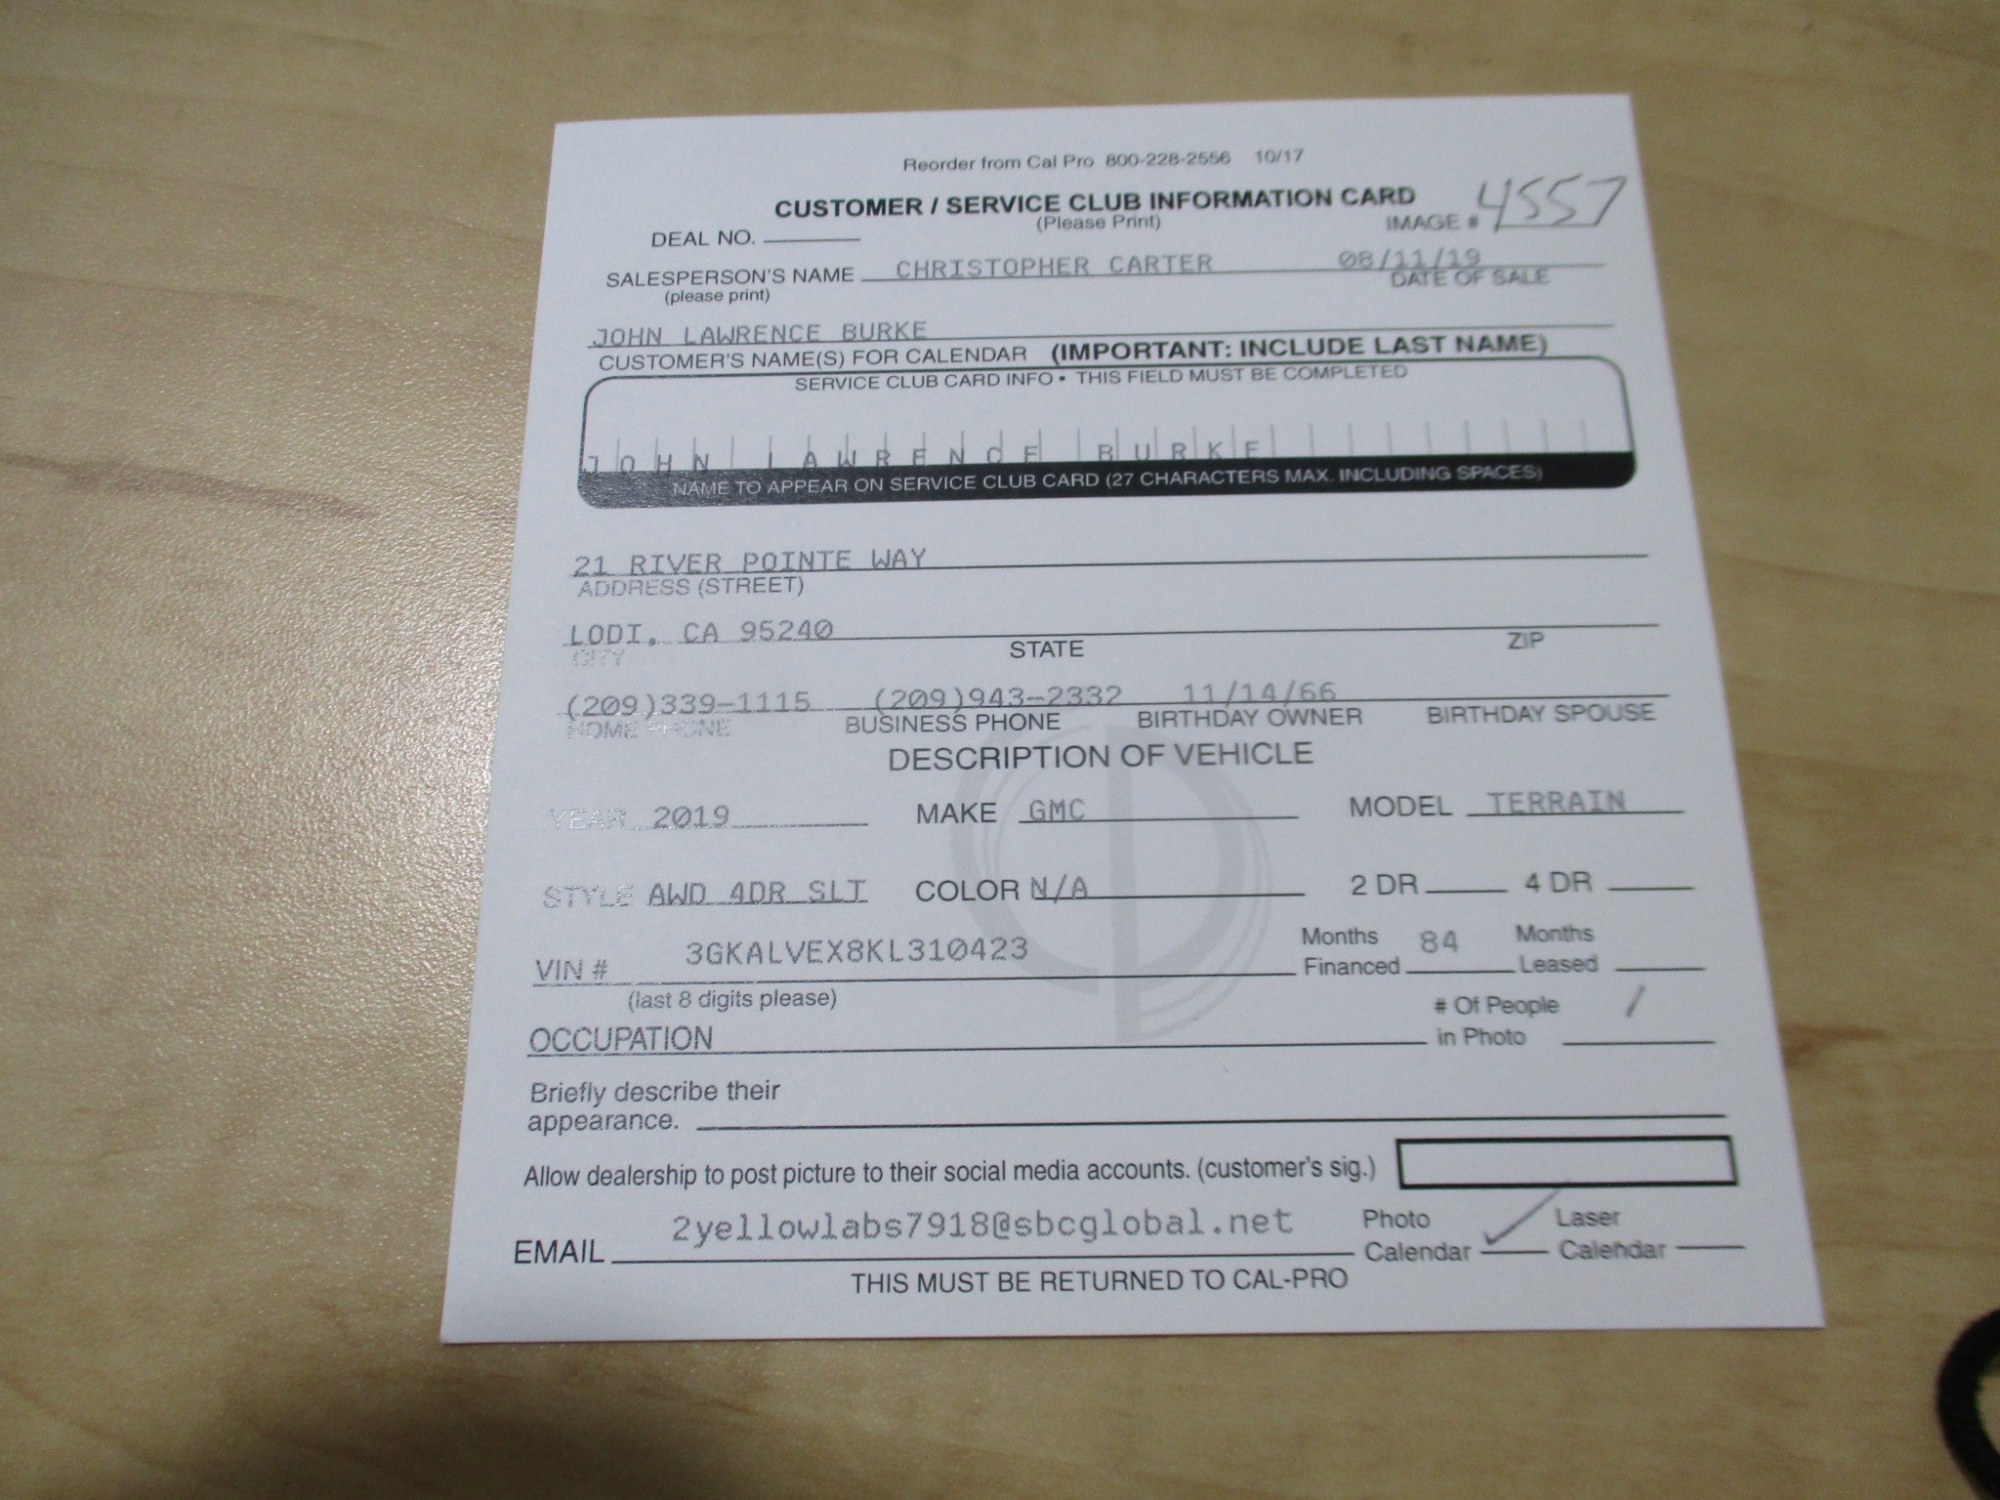 Reorder from Cal Pro 800-228-2556 10/17
CUSTOMER / SERVICE CLUB INFORMATION CARD
(Please Print)
IMAGE # 4557
DEAL NO.
SALESPERSON'S NAME CHRISTOPHER CARTER 08/11/19
(please print) DATE OF SALE
JOHN LAWRENCE BURKE
CUSTOMER'S NAME(S) FOR CALENDAR (IMPORTANT: INCLUDE LAST NAME)
SERVICE CLUB CARD INFO • THIS FIELD MUST BE COMPLETED
JOHN LAWRENCE BURKE
NAME TO APPEAR ON SERVICE CLUB CARD (27 CHARACTERS MAX. INCLUDING SPACES)
21 RIVER POINTE WAY
ADDRESS (STREET)
LODI, CA 95240
CITY STATE ZIP
(209)339-1115 (209)943-2332 11/14/66
HOME PHONE BUSINESS PHONE BIRTHDAY OWNER BIRTHDAY SPOUSE
DESCRIPTION OF VEHICLE
YEAR 2019 MAKE GMC MODEL TERRAIN
STYLE AWD 4DR SLT COLOR N/A 2 DR 4 DR
VIN # 3GKALVEX8KL310423 Months Financed 84 Months Leased
(last 8 digits please)
OCCUPATION # Of People in Photo 1
Briefly describe their
appearance.
Allow dealership to post picture to their social media accounts. (customer's sig.)
EMAIL 2yellowlabs7918@sbcglobal.net Photo Calendar ✓ Laser Calendar
THIS MUST BE RETURNED TO CAL-PRO